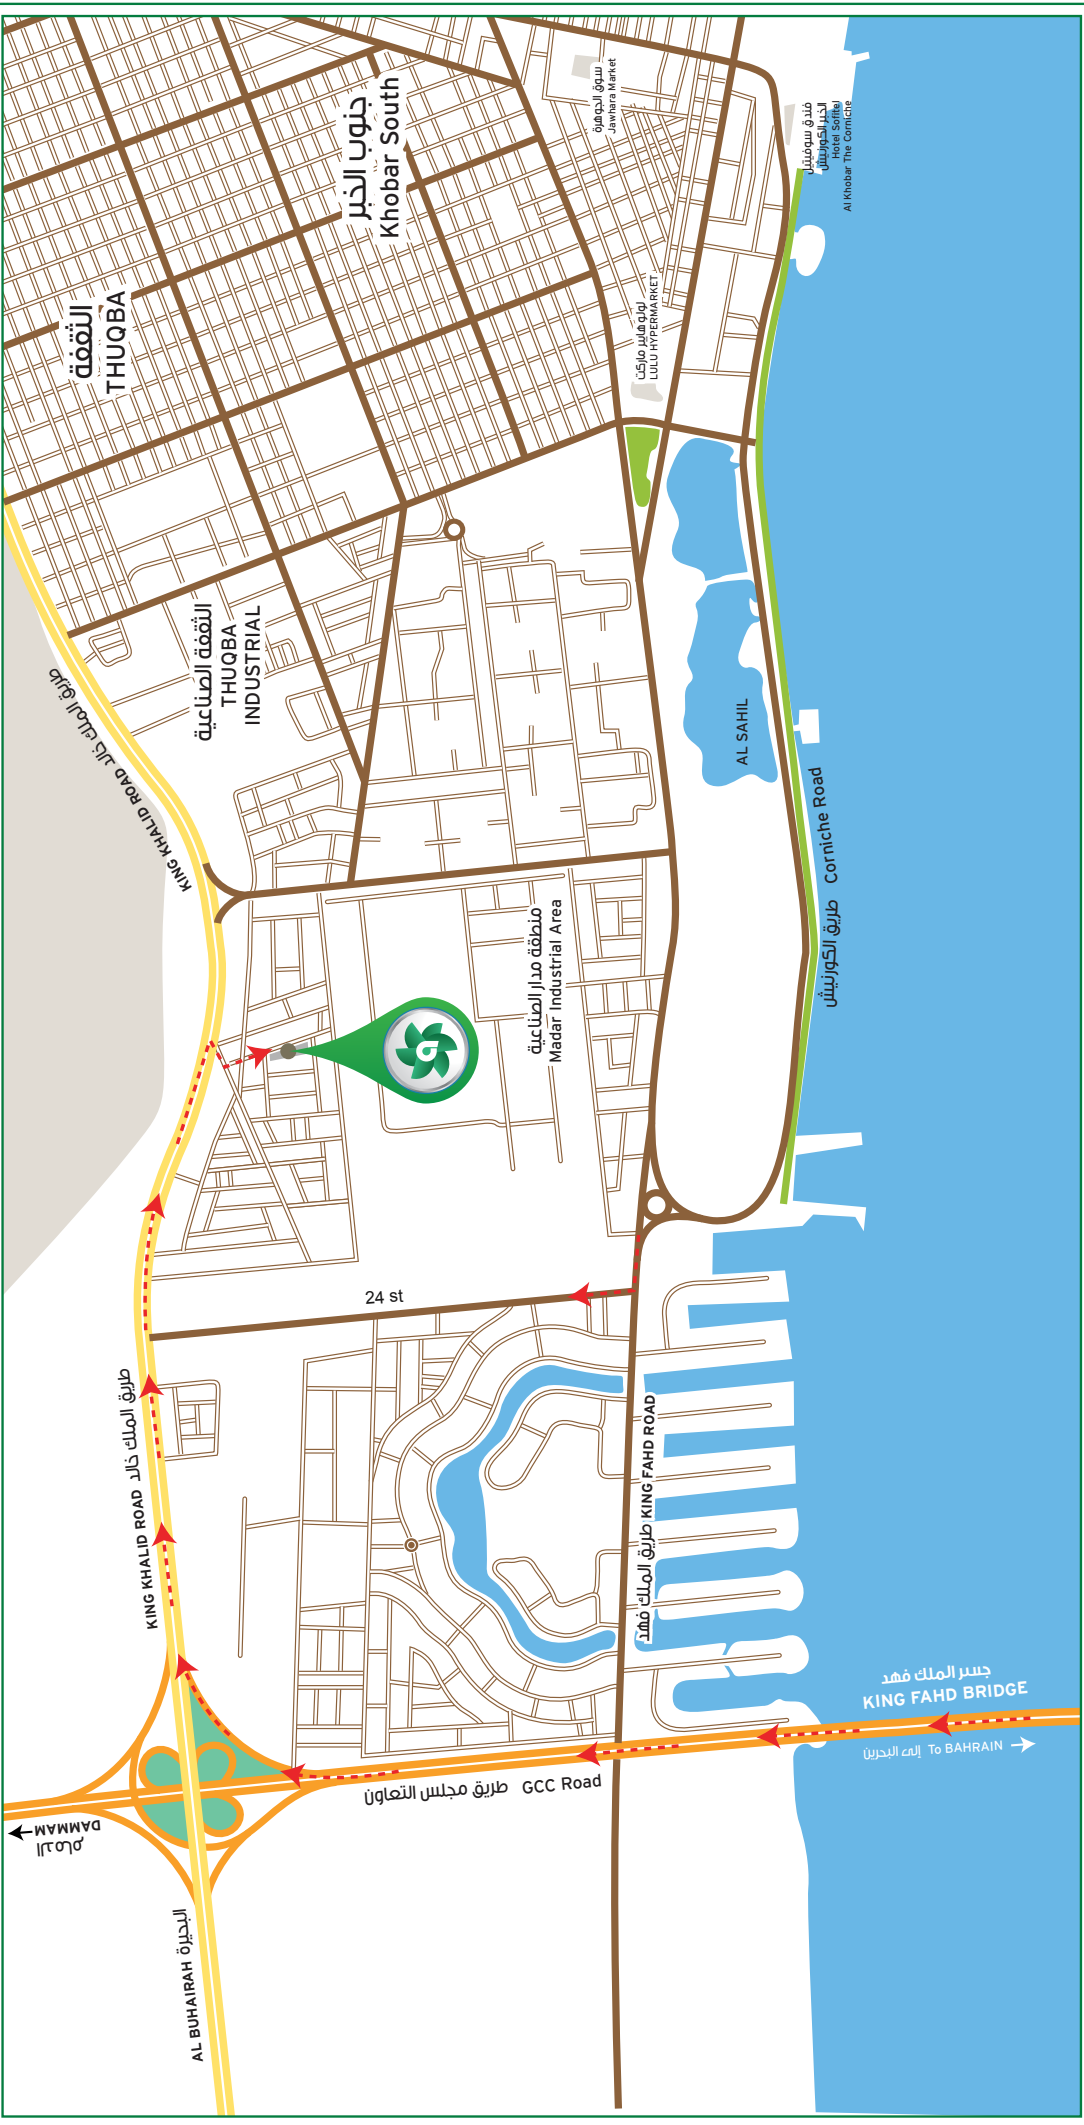 سوق الجوهرة
Jawhara Market
فندق سوفيتيل
الخبر الكورنيش
Hotel Sofitel
Al Khobar The Corniche
جنوب الخبر
Khobar South
الثقفة
THUQBA
لولو هايبر ماركت
LULU HYPERMARKET
الثقفة الصناعية
THUQBA
INDUSTRIAL
طريق الملك خالد KING KHALID ROAD
AL SAHIL
طريق الكورنيش Corniche Road
منطقة مدار الصناعية
Madar Industrial Area
24 st
طريق الملك خالد KING KHALID ROAD
طريق الملك فهد KING FAHD ROAD
جسر الملك فهد
KING FAHD BRIDGE
إلى البحرين To BAHRAIN
طريق مجلس التعاون GCC Road
DAMMAM
الدمام
البحيرة AL BUHAIRAH